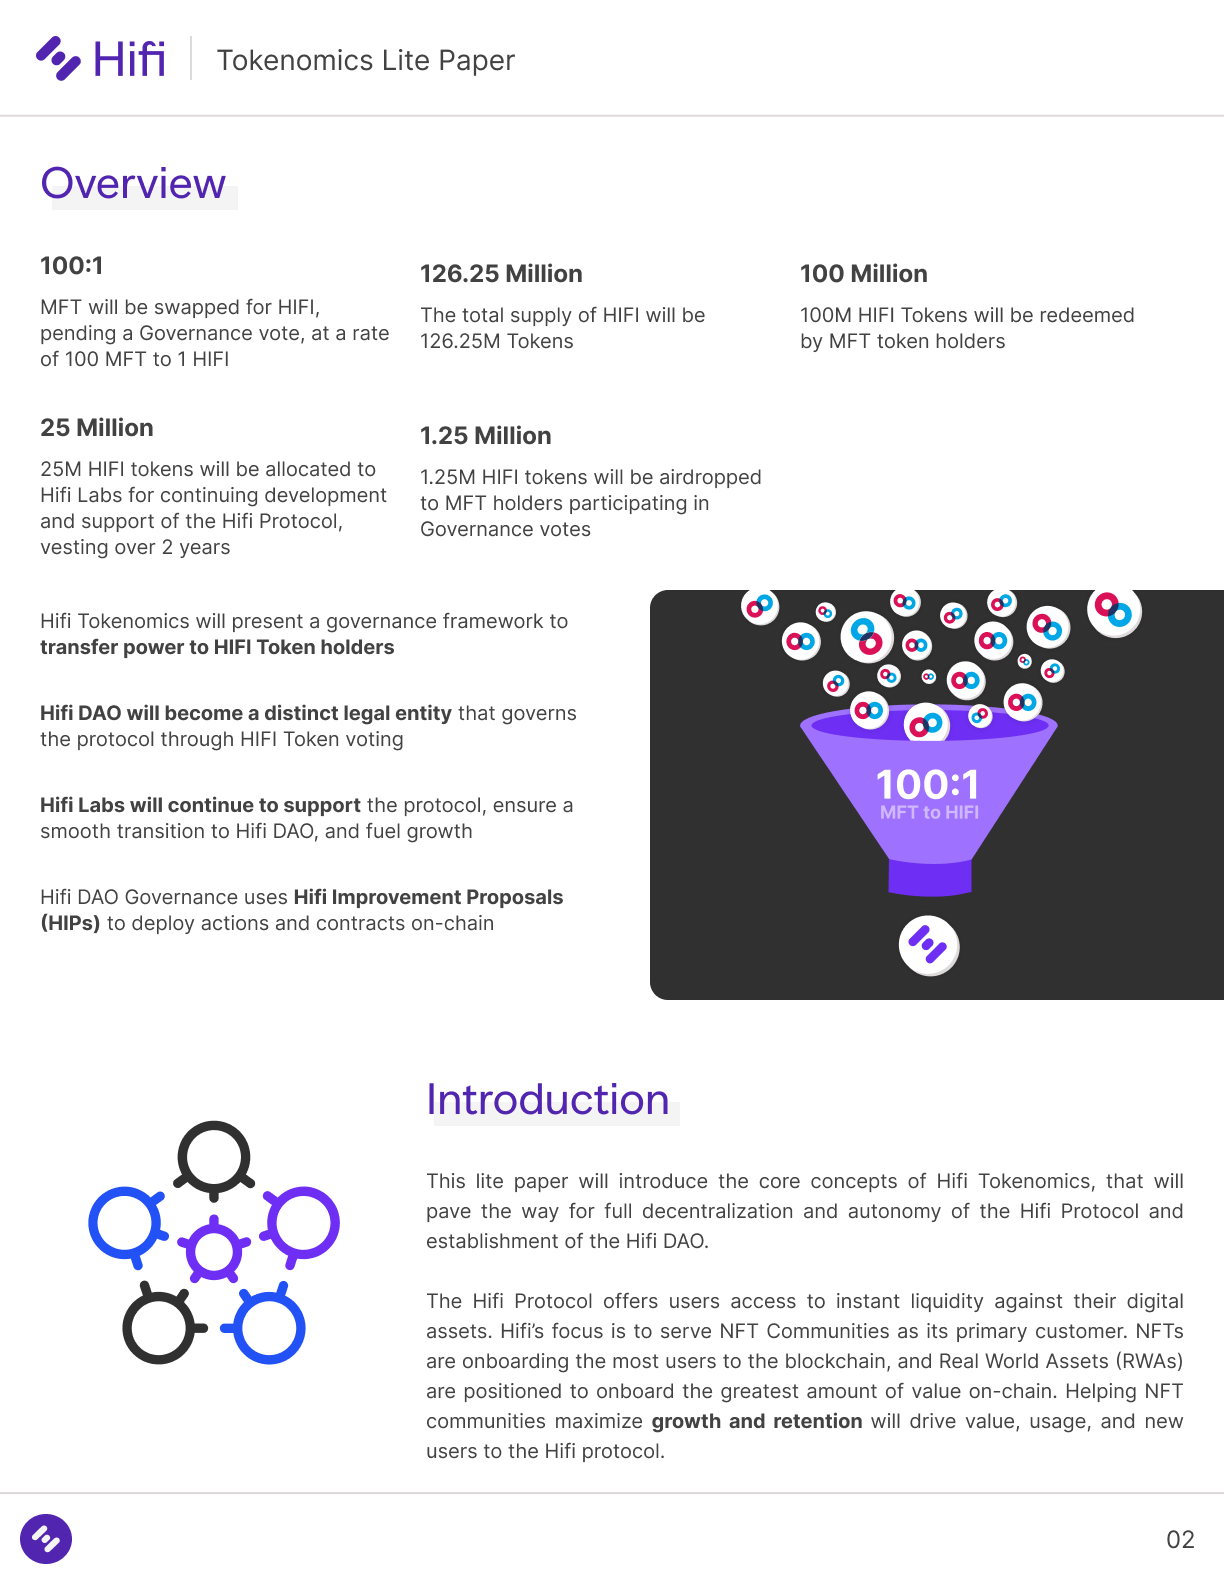 Hifi
Tokenomics Lite Paper
Overview
100:1
MFT will be swapped for HIFI,
pending a Governance vote, at a rate
of 100 MFT to 1 HIFI
126.25 Million
The total supply of HIFI will be
126.25M Tokens
100 Million
100M HIFI Tokens will be redeemed
by MFT token holders
25 Million
25M HIFI tokens will be allocated to
Hifi Labs for continuing development
and support of the Hifi Protocol,
vesting over 2 years
1.25 Million
1.25M HIFI tokens will be airdropped
to MFT holders participating in
Governance votes
Hifi Tokenomics will present a governance framework to
transfer power to HIFI Token holders
Hifi DAO will become a distinct legal entity that governs
the protocol through HIFI Token voting
Hifi Labs will continue to support the protocol, ensure a
smooth transition to Hifi DAO, and fuel growth
Hifi DAO Governance uses Hifi Improvement Proposals
(HIPs) to deploy actions and contracts on-chain
100:1
MFT to HIFI
Introduction
This lite paper will introduce the core concepts of Hifi Tokenomics, that will
pave the way for full decentralization and autonomy of the Hifi Protocol and
establishment of the Hifi DAO.
The Hifi Protocol offers users access to instant liquidity against their digital
assets. Hifi’s focus is to serve NFT Communities as its primary customer. NFTs
are onboarding the most users to the blockchain, and Real World Assets (RWAs)
are positioned to onboard the greatest amount of value on-chain. Helping NFT
communities maximize growth and retention will drive value, usage, and new
users to the Hifi protocol.
02